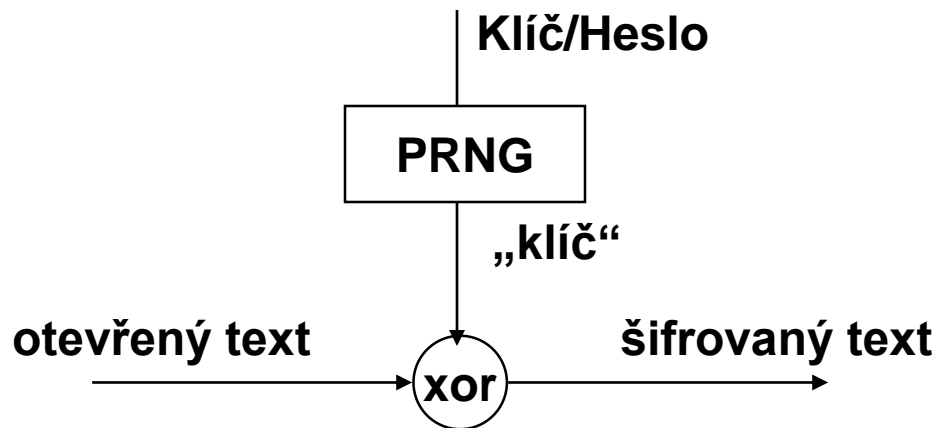 Klíč/Heslo
PRNG
„klíč“
otevřený text
šifrovaný text
xor